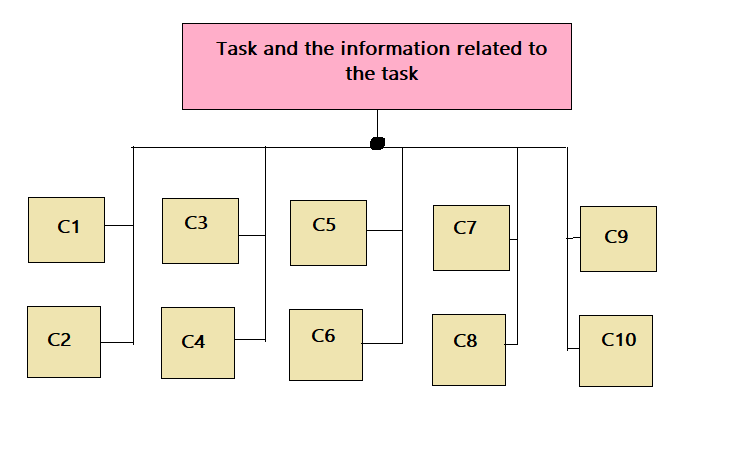 Task and the information related to
the task
C1
C3
C5
C7
C9
C2
C4
C6
C8
C10